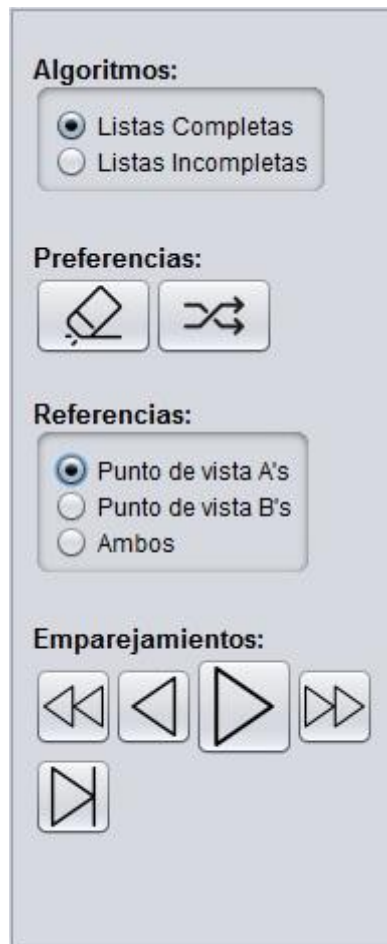 Algoritmos:
Listas Completas
Listas Incompletas
Preferencias:
Referencias:
Punto de vista A's
Punto de vista B's
Ambos
Emparejamientos: